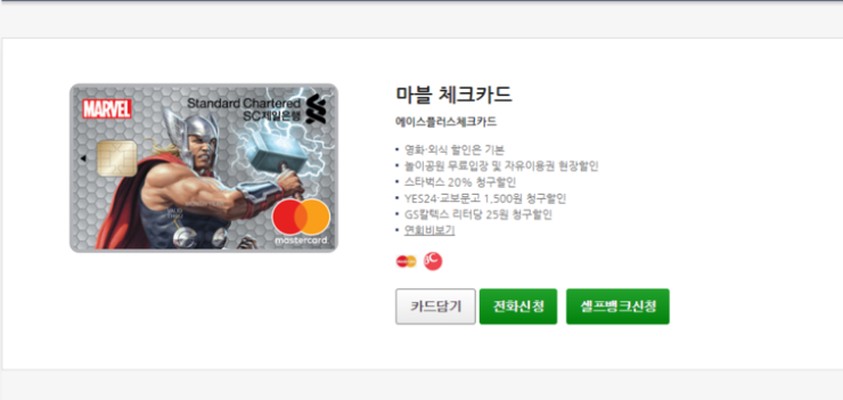 MARVEL
Standard Chartered
SC제일은행
mastercard
마블 체크카드
에이스플러스체크카드
영화·외식 할인은 기본
놀이공원 무료입장 및 자유이용권 현장할인
스타벅스 20% 청구할인
YES24·교보문고 1,500원 청구할인
GS칼텍스 리터당 25원 청구할인
연회비보기
카드담기 전화신청 셀프뱅크신청